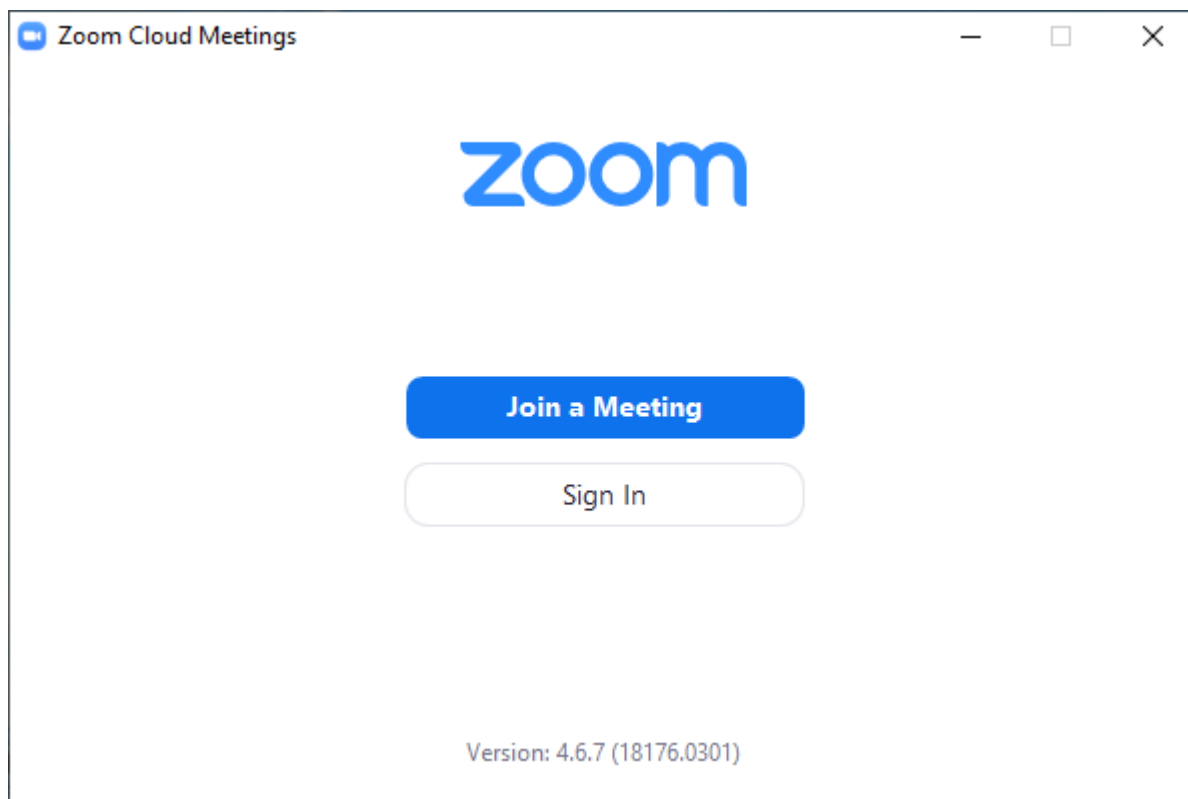 Zoom Cloud Meetings
zoom
Join a Meeting
Sign In
Version: 4.6.7 (18176.0301)